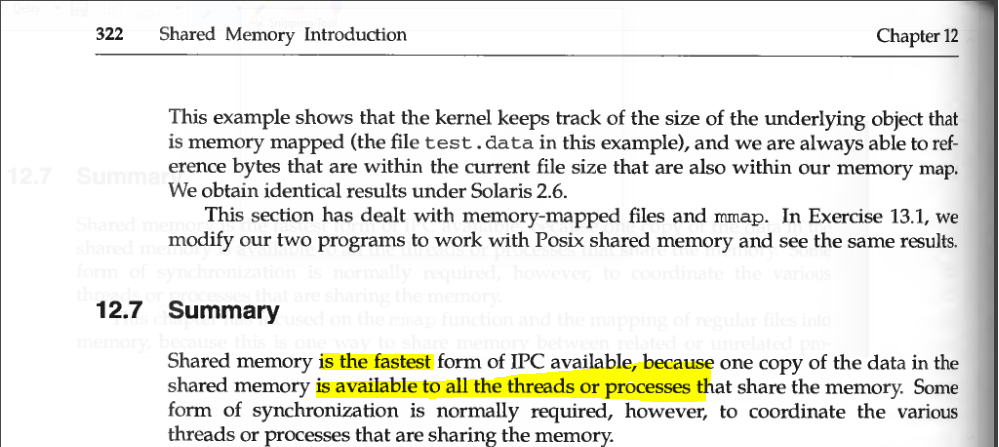 322 Shared Memory Introduction Chapter 12
This example shows that the kernel keeps track of the size of the underlying object that
is memory mapped (the file test.data in this example), and we are always able to ref-
erence bytes that are within the current file size that are also within our memory map.
We obtain identical results under Solaris 2.6.
This section has dealt with memory-mapped files and mmap. In Exercise 13.1, we
modify our two programs to work with Posix shared memory and see the same results.
12.7 Summary
Shared memory is the fastest form of IPC available, because one copy of the data in the
shared memory is available to all the threads or processes that share the memory. Some
form of synchronization is normally required, however, to coordinate the various
threads or processes that are sharing the memory.